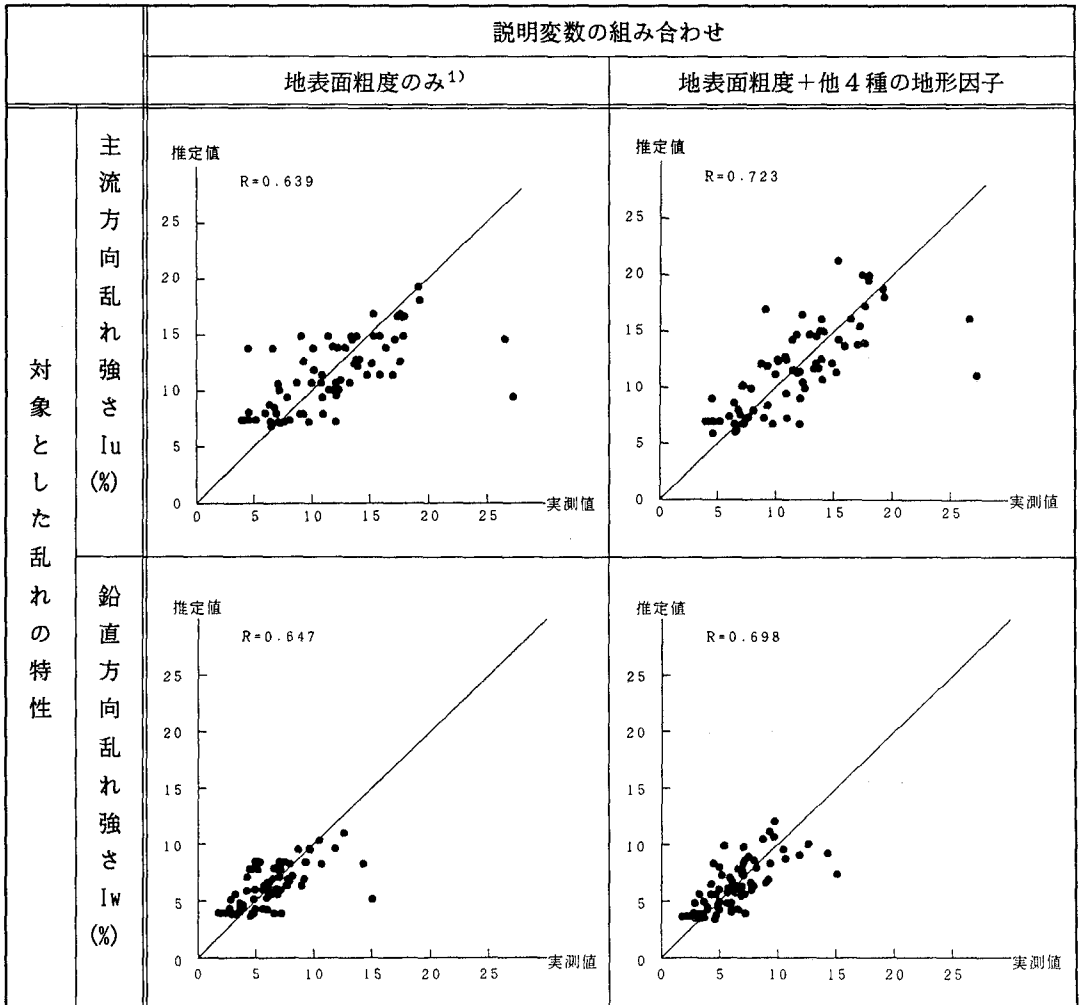 説明変数の組み合わせ
地表面粗度のみ1)
地表面粗度＋他４種の地形因子
対象とした乱れの特性
主流方向乱れ強さIu(%)
推定値
R=0.639
25
20
15
10
5
0
0 5 10 15 20 25 実測値
推定値
R=0.723
25
20
15
10
5
0
0 5 10 15 20 25 実測値
鉛直方向乱れ強さIw(%)
推定値
R=0.647
25
20
15
10
5
0
0 5 10 15 20 25 実測値
推定値
R=0.698
25
20
15
10
5
0
0 5 10 15 20 25 実測値